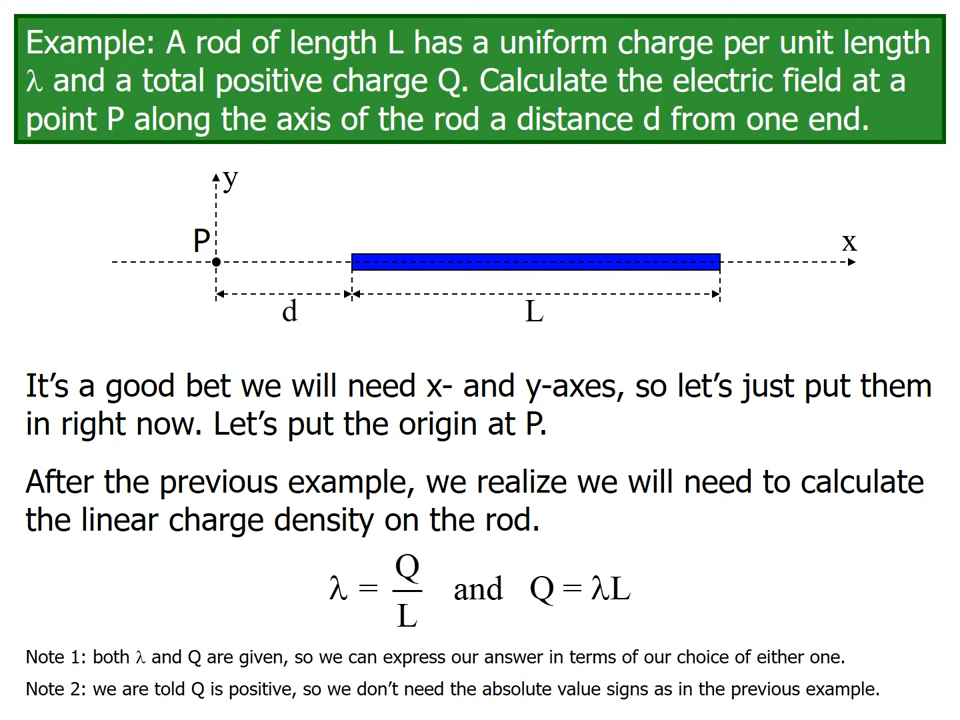 Example: A rod of length L has a uniform charge per unit length
λ and a total positive charge Q. Calculate the electric field at a
point P along the axis of the rod a distance d from one end.
y
P
x
d
L
It’s a good bet we will need x- and y-axes, so let’s just put them
in right now. Let’s put the origin at P.
After the previous example, we realize we will need to calculate
the linear charge density on the rod.
λ = Q/L and Q = λL
Note 1: both λ and Q are given, so we can express our answer in terms of our choice of either one.
Note 2: we are told Q is positive, so we don’t need the absolute value signs as in the previous example.